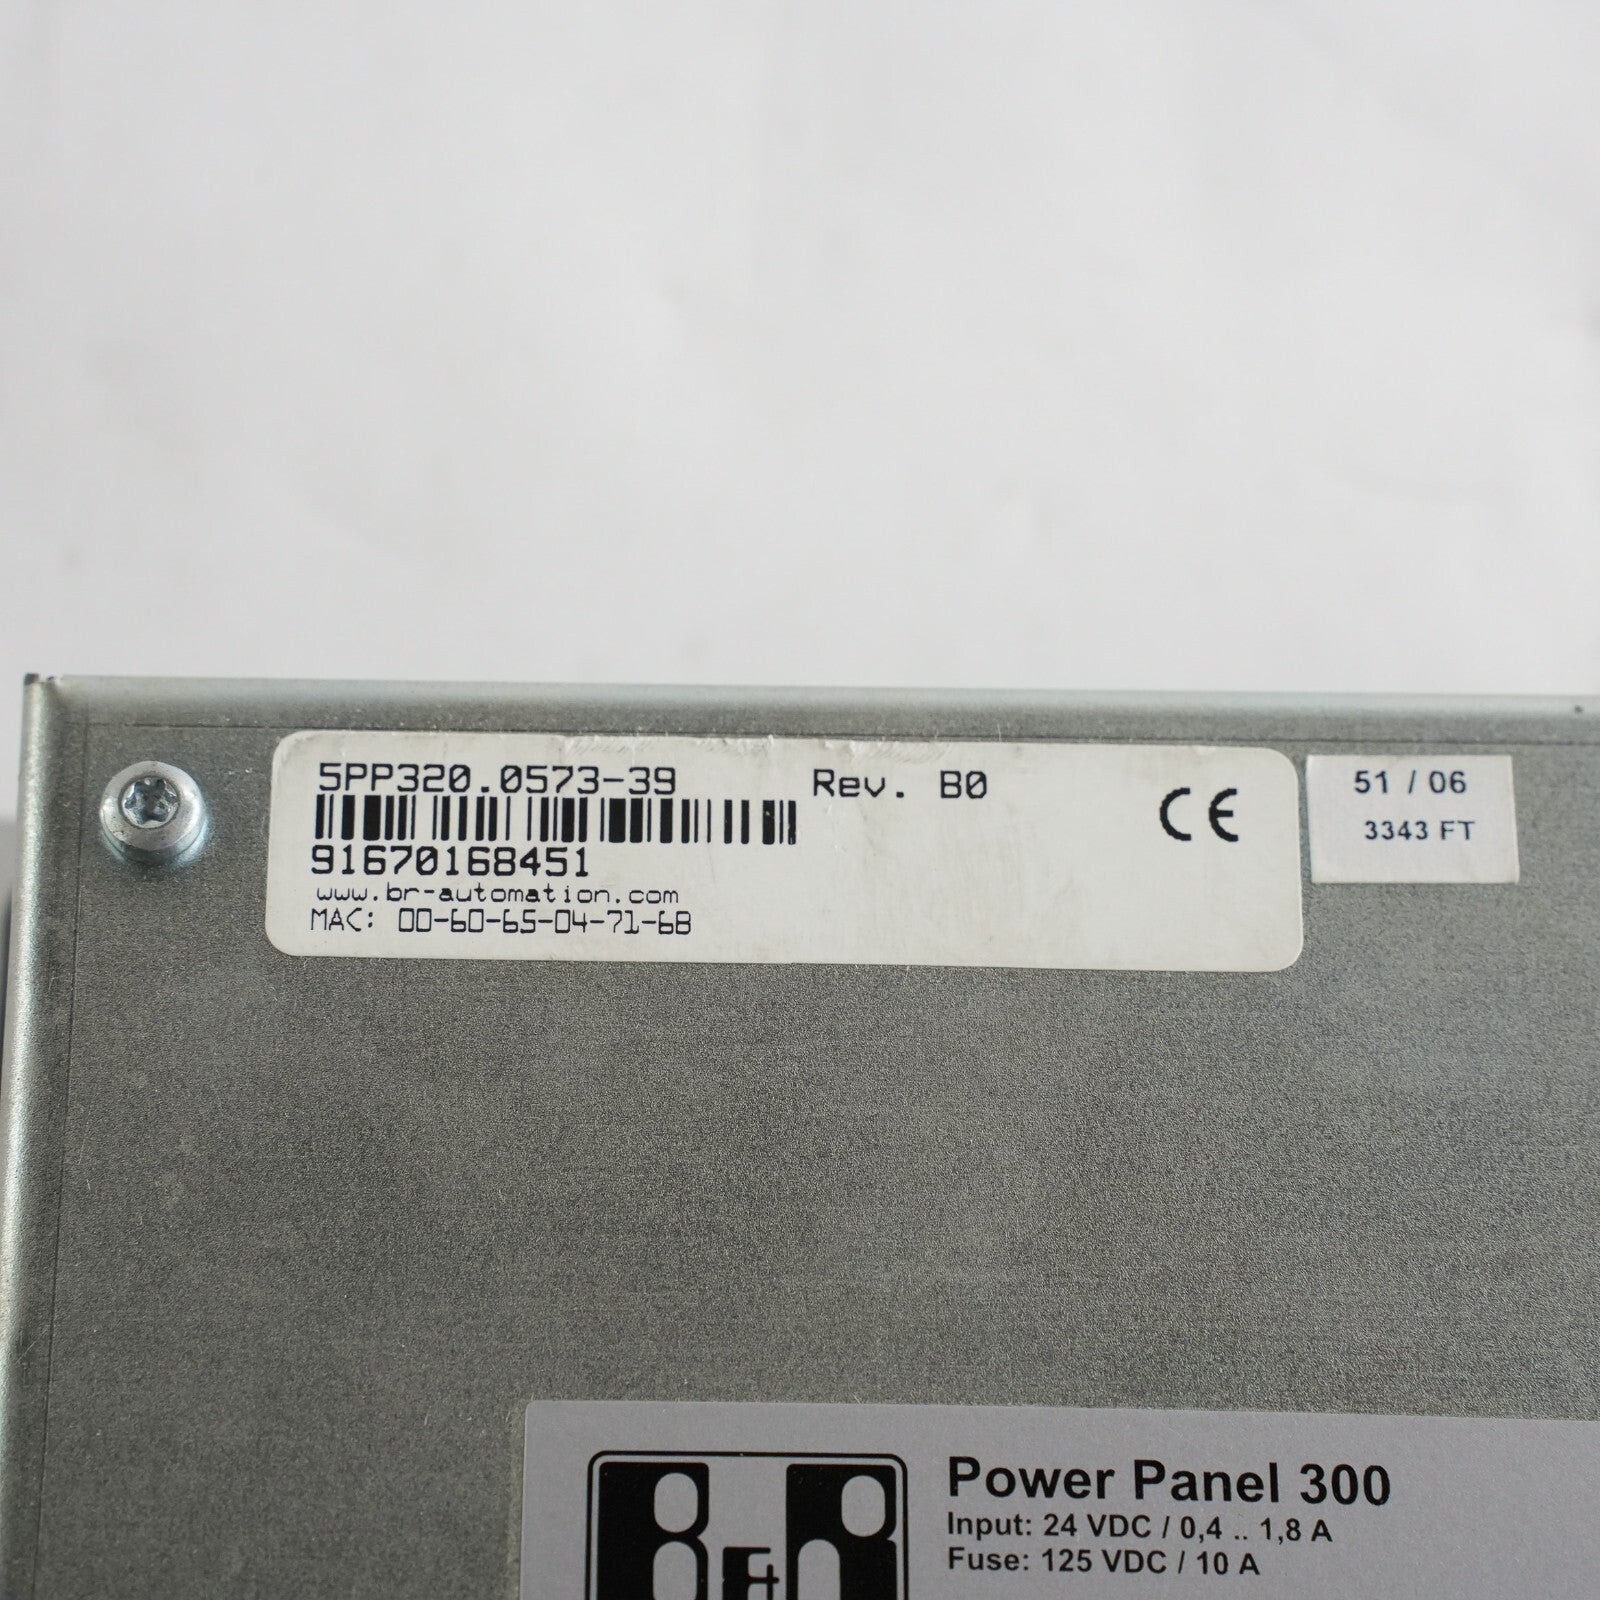 5PP320.0573-39 Rev. B0
91670168451
www.br-automation.com
MAC: 00-60-65-04-71-68
CE
51 / 06
3343 FT
B&R
Power Panel 300
Input: 24 VDC / 0,4 .. 1,8 A
Fuse: 125 VDC / 10 A